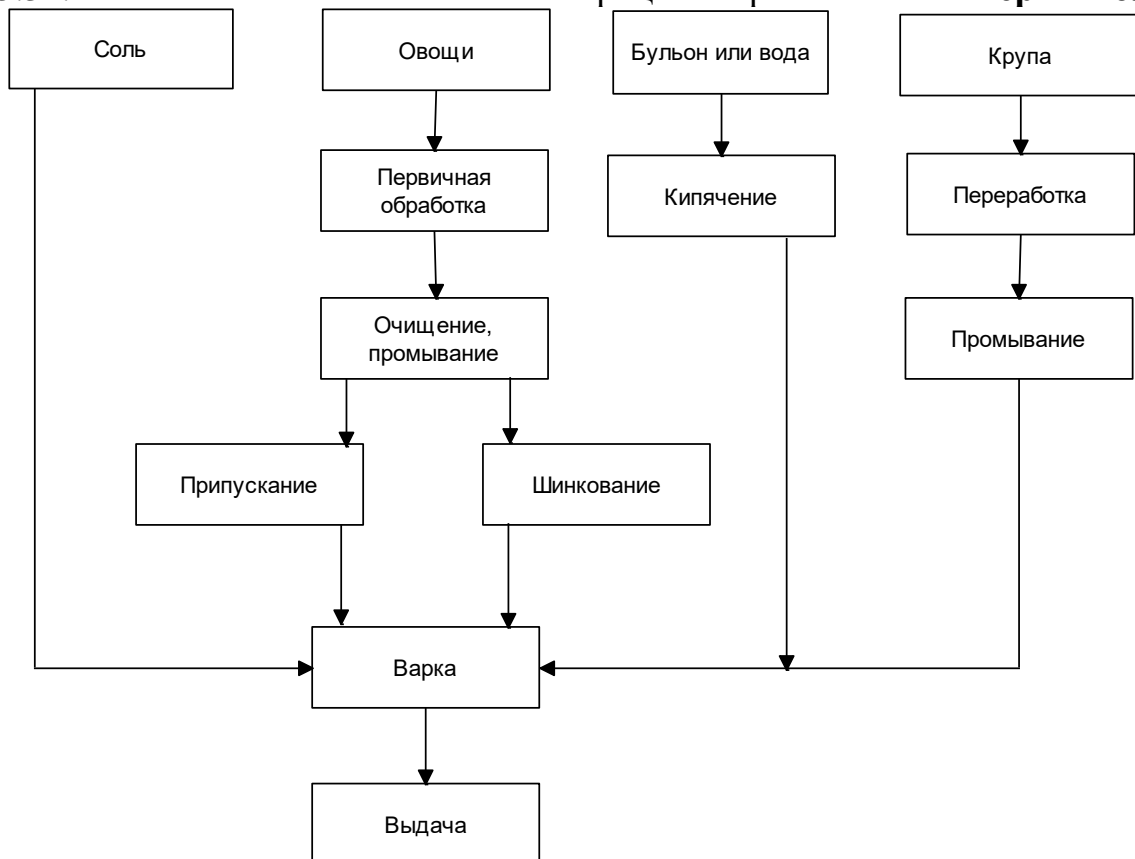 Соль
Овощи
Бульон или вода
Крупа
Первичная
обработка
Кипячение
Переработка
Очищение,
промывание
Промывание
Припускание
Шинкование
Варка
Выдача